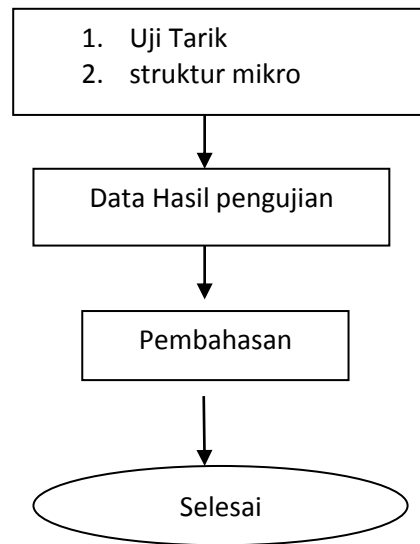 1. Uji Tarik
2. struktur mikro
Data Hasil pengujian
Pembahasan
Selesai